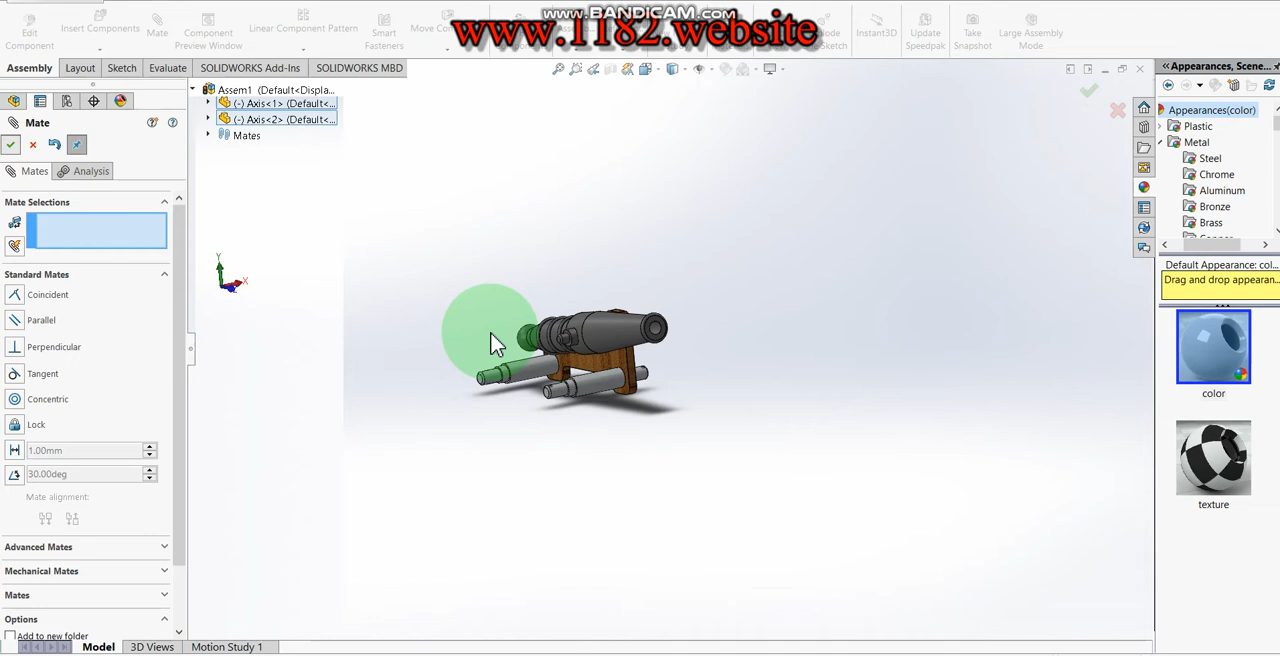 www.BANDICAM.com
www.1182.website
Edit Component
Insert Components
Mate
Component Preview Window
Linear Component Pattern
Smart Fasteners
Move Co
Instant3D
Update Speedpak
Take Snapshot
Large Assembly Mode
Assembly
Layout
Sketch
Evaluate
SOLIDWORKS Add-Ins
SOLIDWORKS MBD
Mate
Mates
Analysis
Mate Selections
Standard Mates
Coincident
Parallel
Perpendicular
Tangent
Concentric
Lock
1.00mm
30.00deg
Mate alignment:
Advanced Mates
Mechanical Mates
Mates
Options
Add to new folder
Assem1 (Default<Displa...
(-) Axis<1> (Default<...
(-) Axis<2> (Default<...
Mates
Y
X
Model
3D Views
Motion Study 1
Appearances, Scene...
Appearances(color)
Plastic
Metal
Steel
Chrome
Aluminum
Bronze
Brass
Default Appearance: col...
Drag and drop appearan...
color
texture